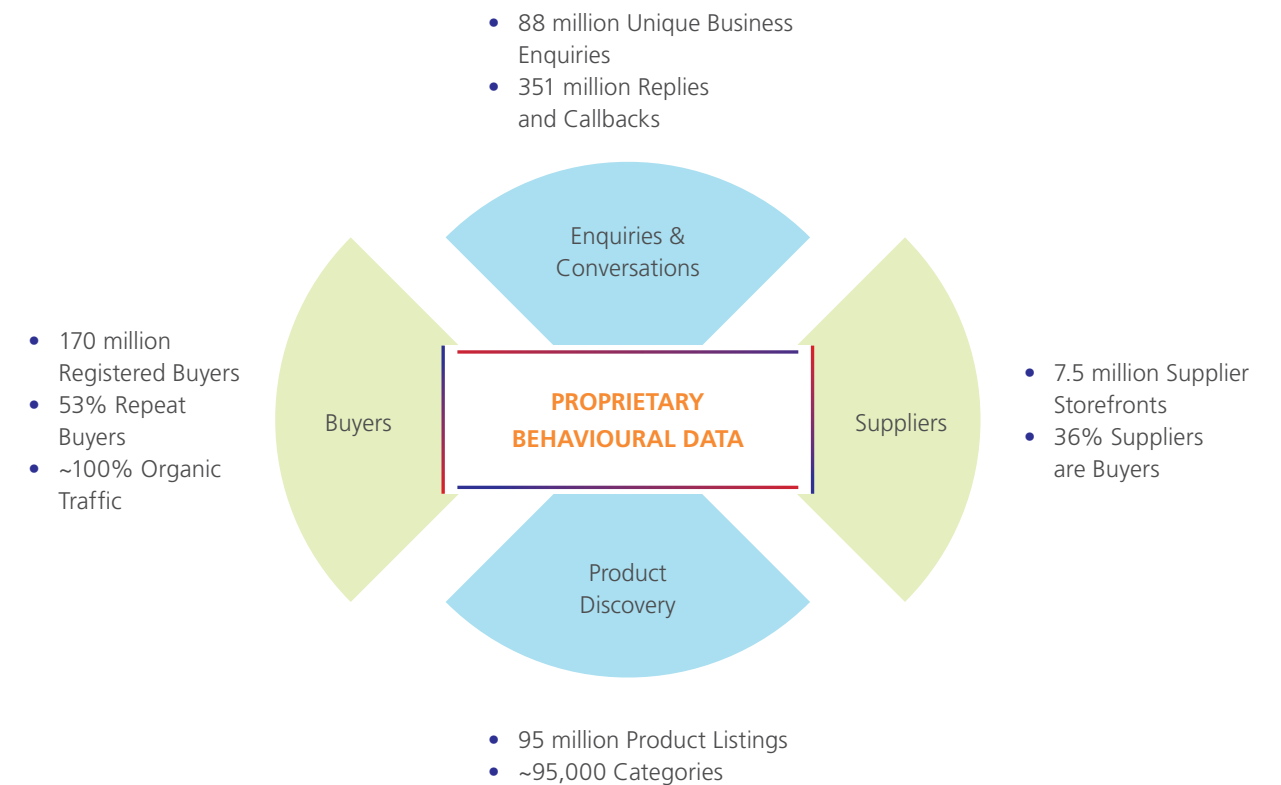 • 88 million Unique Business
Enquiries
• 351 million Replies
and Callbacks
Enquiries &
Conversations
• 170 million
Registered Buyers
• 53% Repeat
Buyers
• ~100% Organic
Traffic
Buyers
PROPRIETARY
BEHAVIOURAL DATA
Suppliers
• 7.5 million Supplier
Storefronts
• 36% Suppliers
are Buyers
Product
Discovery
• 95 million Product Listings
• ~95,000 Categories